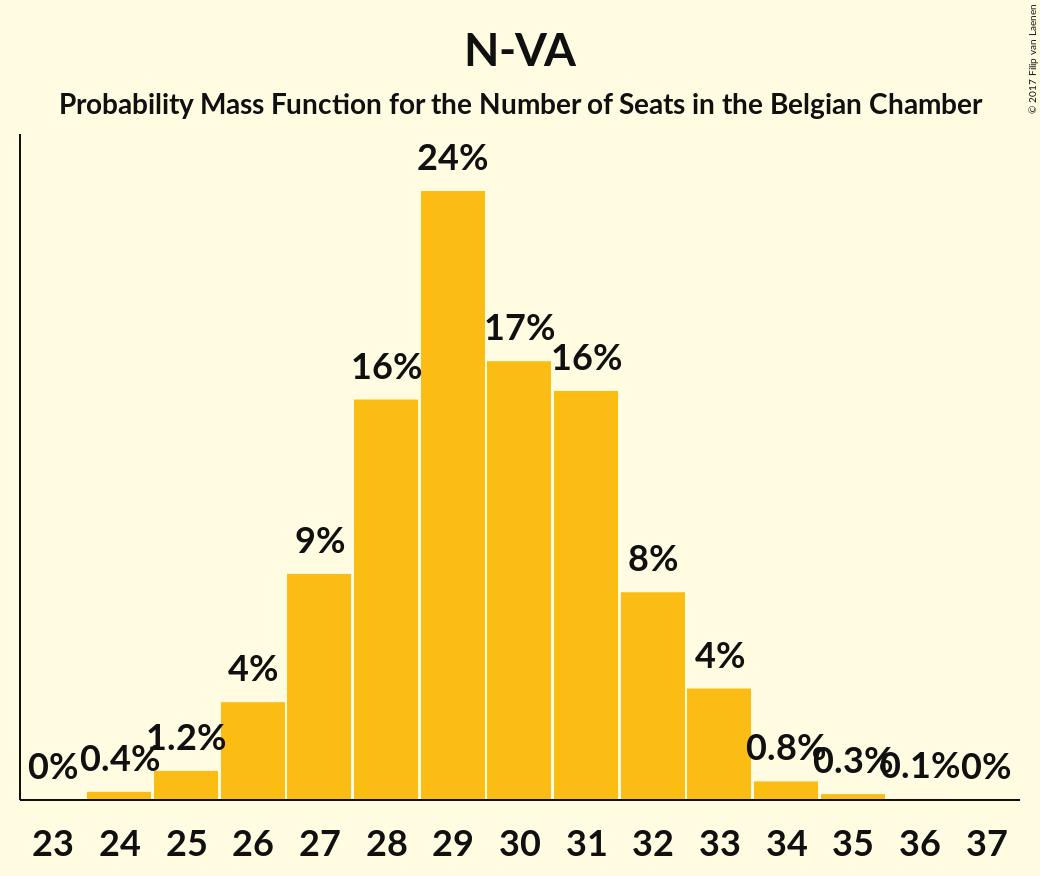 N-VA
Probability Mass Function for the Number of Seats in the Belgian Chamber
© 2017 Filip van Laenen
0% 0.4% 1.2% 4% 9% 16% 24% 17% 16% 8% 4% 0.8% 0.3% 0.1% 0%
23 24 25 26 27 28 29 30 31 32 33 34 35 36 37